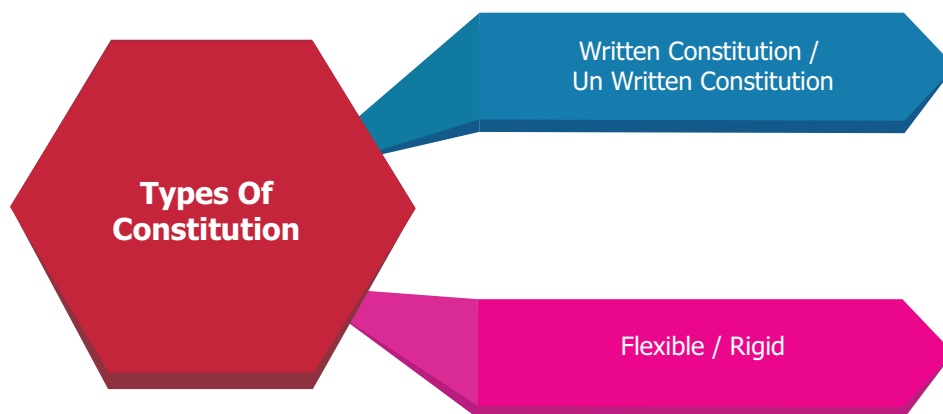 Types Of
Constitution
Written Constitution /
Un Written Constitution
Flexible / Rigid